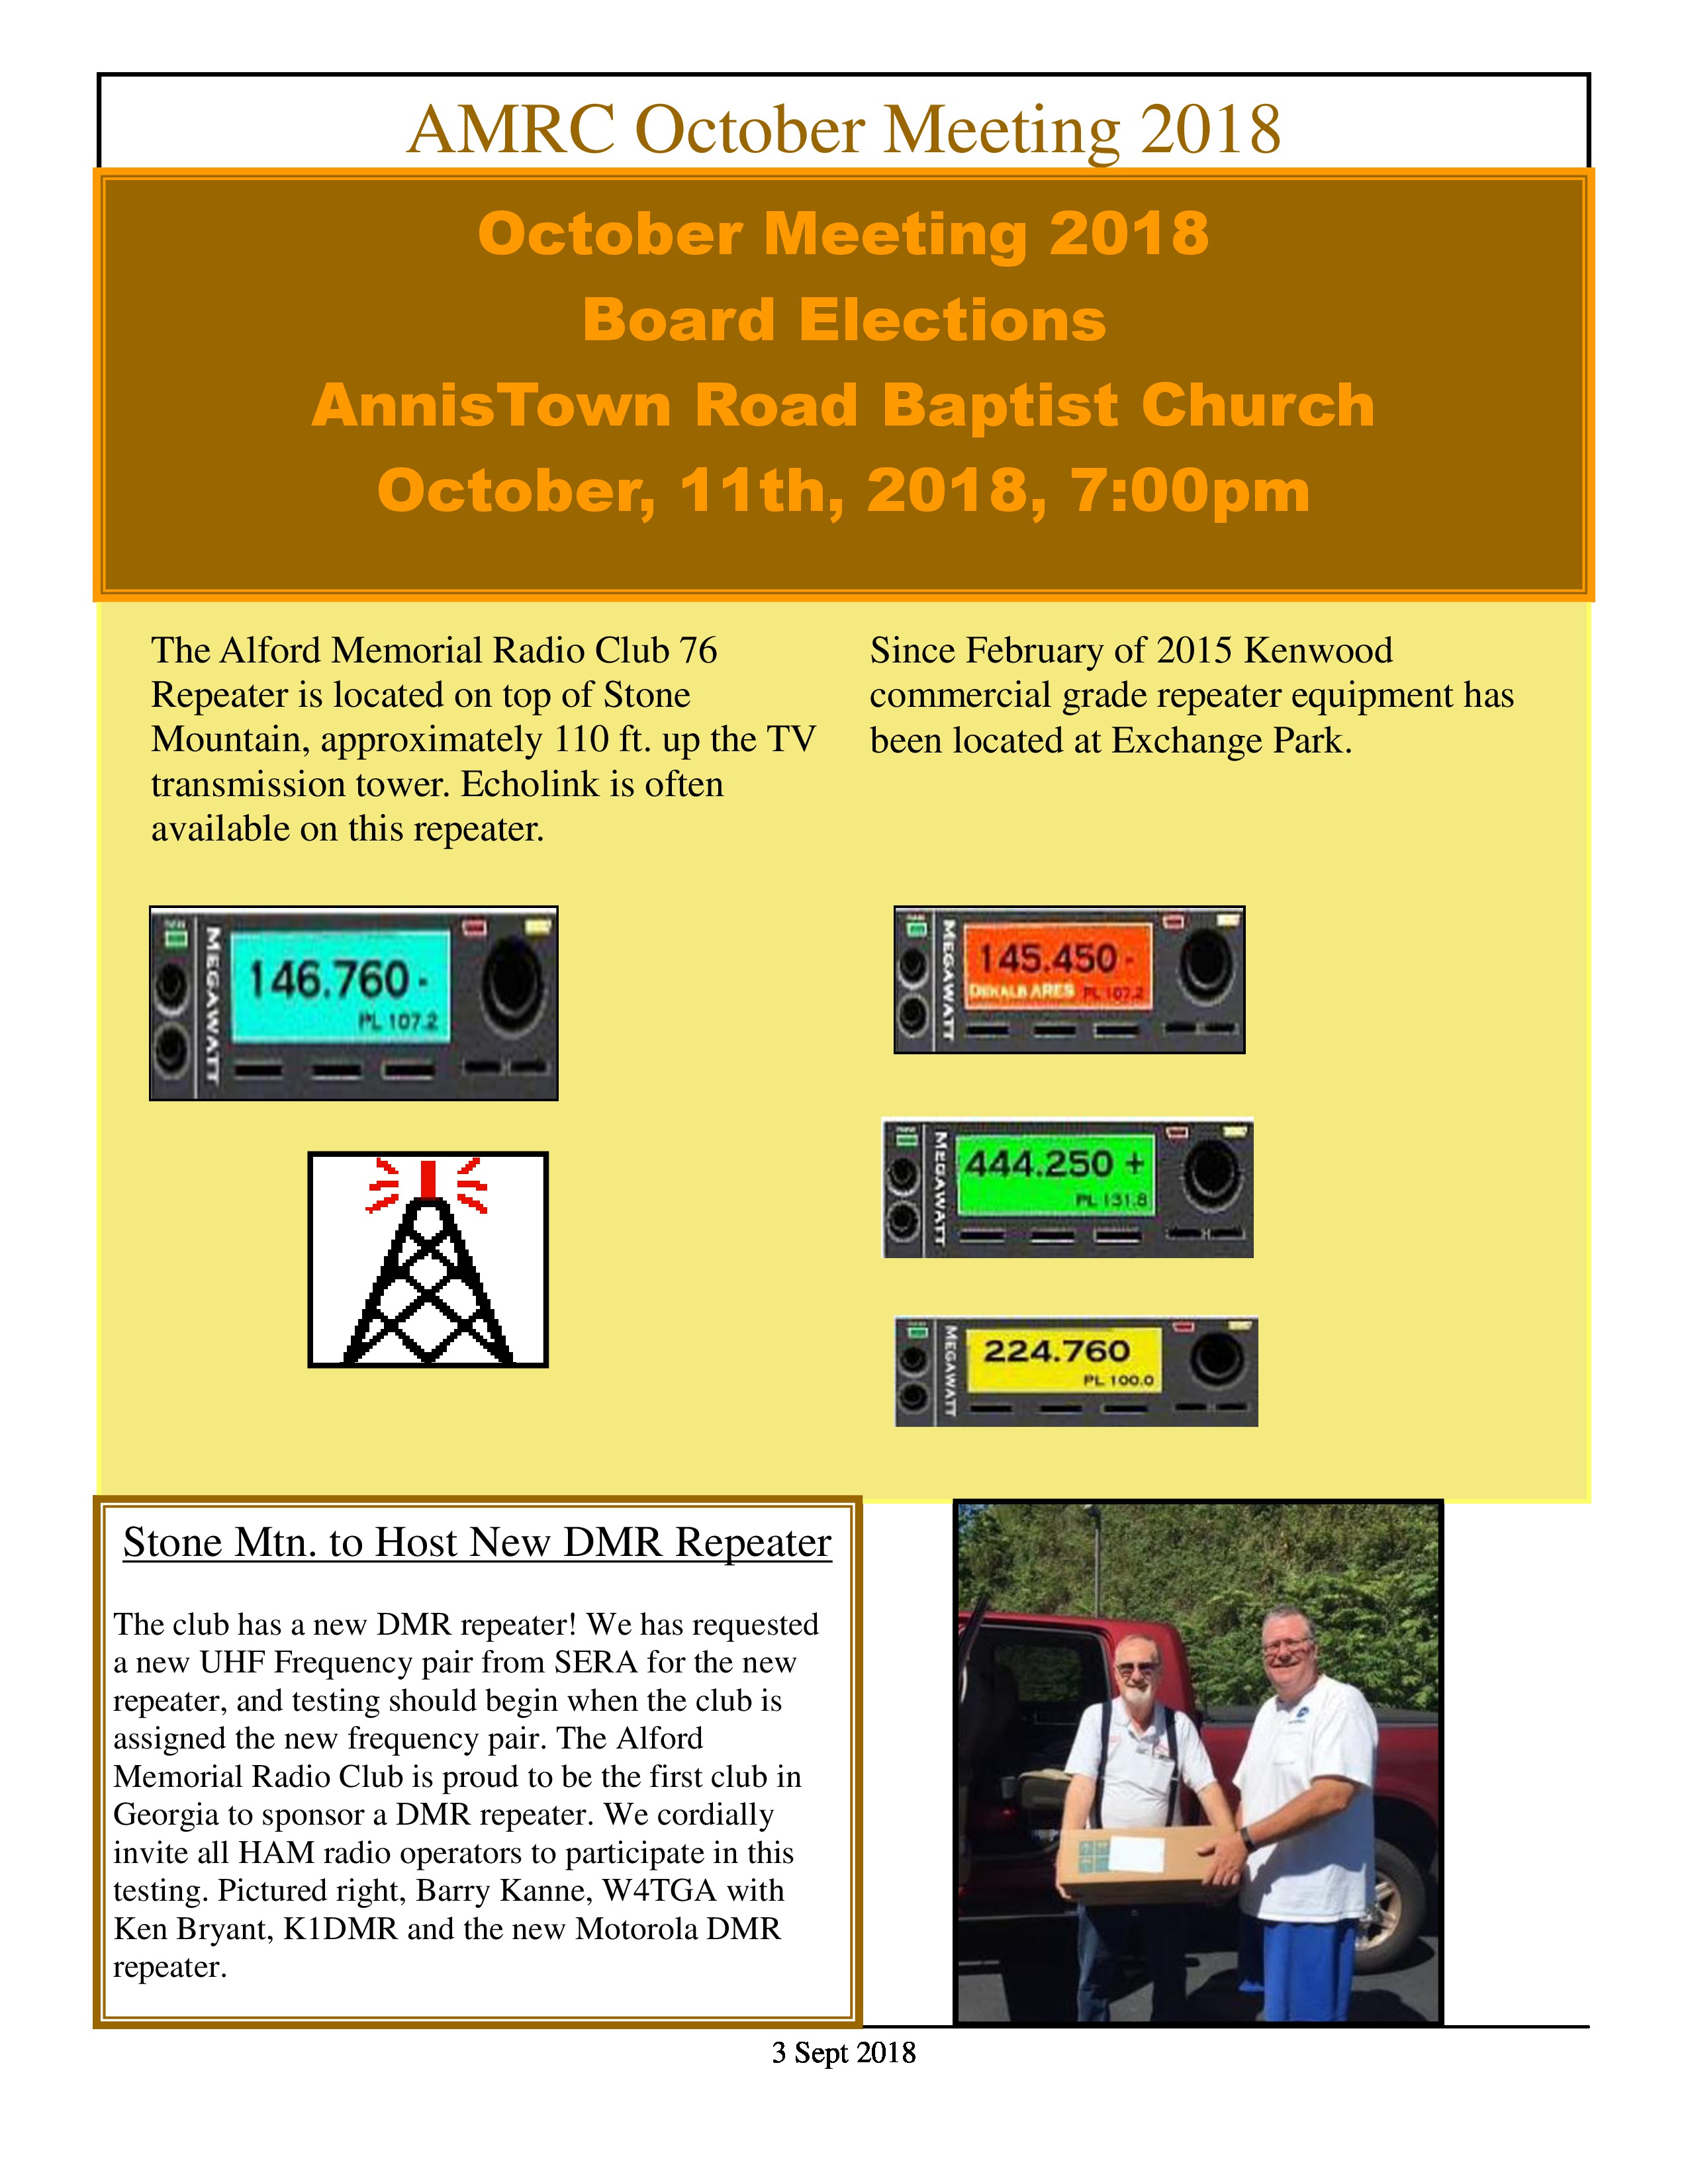 AMRC October Meeting 2018
October Meeting 2018
Board Elections
AnnisTown Road Baptist Church
October, 11th, 2018, 7:00pm
The Alford Memorial Radio Club 76
Repeater is located on top of Stone
Mountain, approximately 110 ft. up the TV
transmission tower. Echolink is often
available on this repeater.
Since February of 2015 Kenwood
commercial grade repeater equipment has
been located at Exchange Park.
MEGAWATT
146.760 -
PL 107.2
MEGAWATT
145.450 -
DEKALB ARES PL 107.2
MEGAWATT
444.250 +
PL 131.8
MEGAWATT
224.760
PL 100.0
Stone Mtn. to Host New DMR Repeater
The club has a new DMR repeater! We has requested
a new UHF Frequency pair from SERA for the new
repeater, and testing should begin when the club is
assigned the new frequency pair. The Alford
Memorial Radio Club is proud to be the first club in
Georgia to sponsor a DMR repeater. We cordially
invite all HAM radio operators to participate in this
testing. Pictured right, Barry Kanne, W4TGA with
Ken Bryant, K1DMR and the new Motorola DMR
repeater.
3 Sept 2018